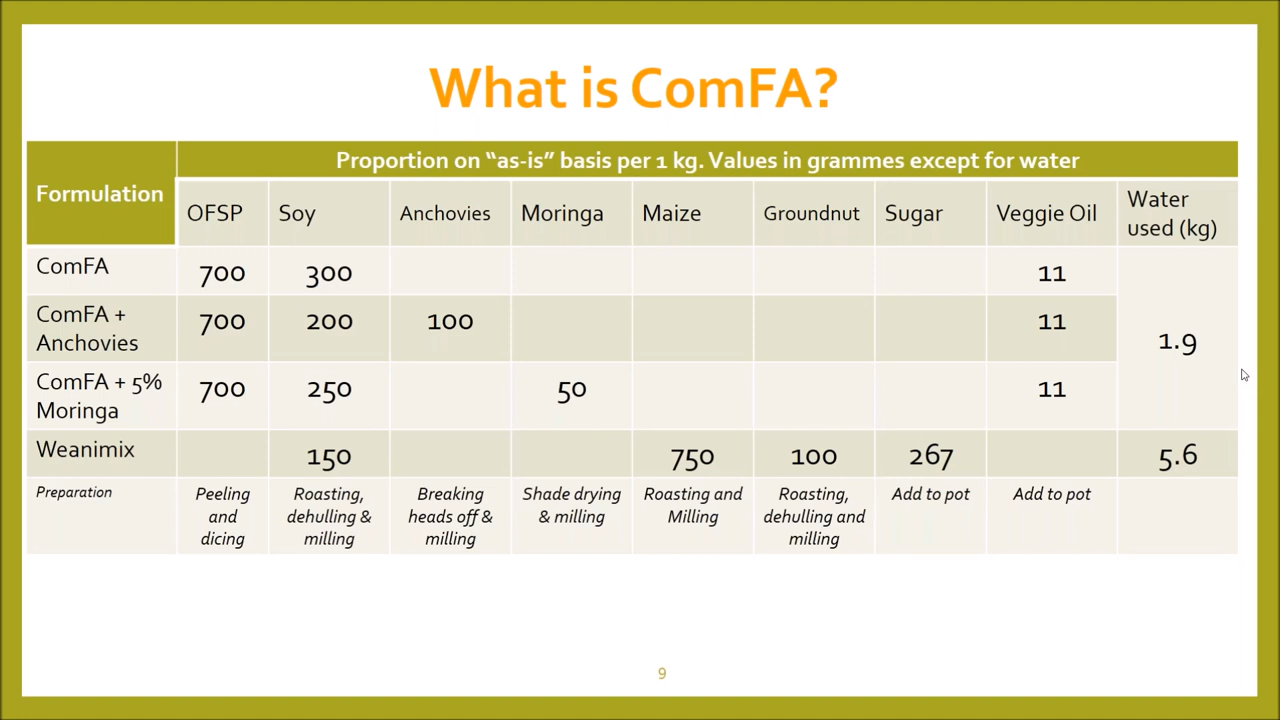 What is ComFA?
Formulation
Proportion on “as-is” basis per 1 kg. Values in grammes except for water
OFSP Soy Anchovies Moringa Maize Groundnut Sugar Veggie Oil Water used (kg)
ComFA 700 300 11 1.9
ComFA + Anchovies 700 200 100 11
ComFA + 5% Moringa 700 250 50 11
Weanimix 150 750 100 267 5.6
Preparation Peeling and dicing Roasting, dehulling & milling Breaking heads off & milling Shade drying & milling Roasting and Milling Roasting, dehulling and milling Add to pot Add to pot
9